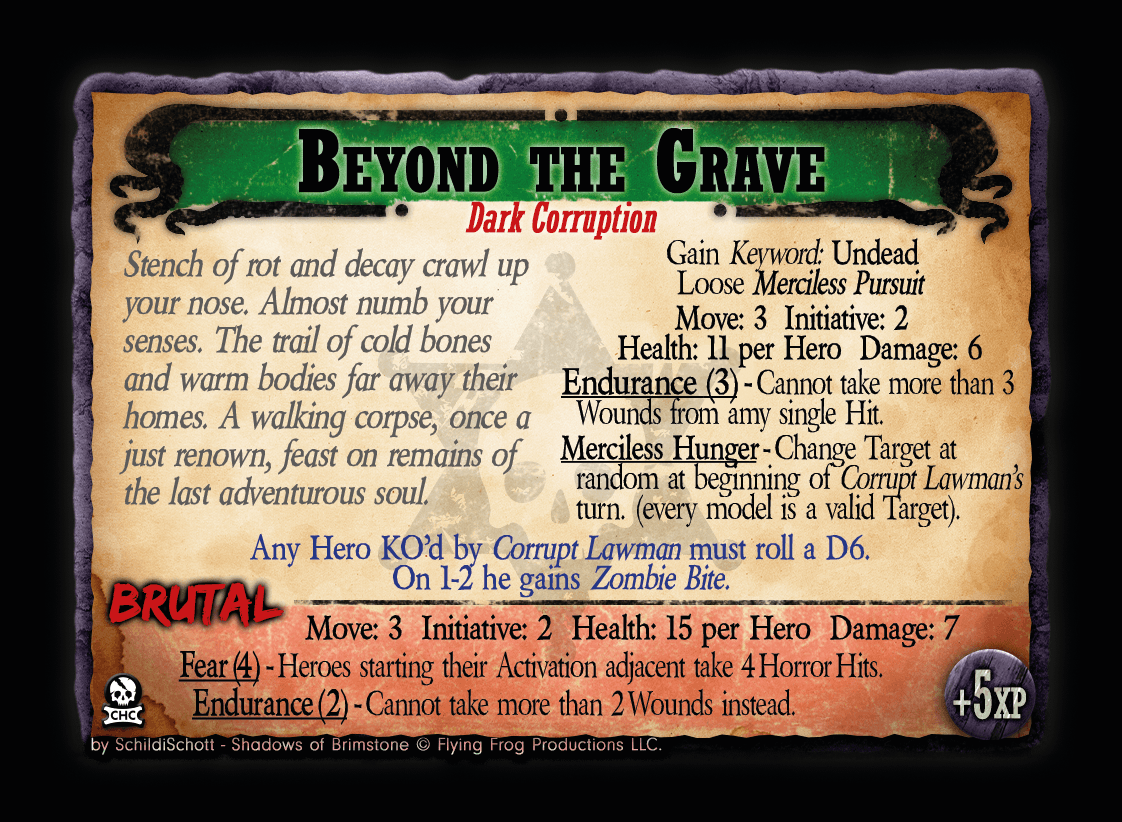 BEYOND THE GRAVE
Dark Corruption
Stench of rot and decay crawl up
your nose. Almost numb your
senses. The trail of cold bones
and warm bodies far away their
homes. A walking corpse, once a
just renown, feast on remains of
the last adventurous soul.
Gain Keyword: Undead
Loose Merciless Pursuit
Move: 3 Initiative: 2
Health: 11 per Hero Damage: 6
Endurance (3) - Cannot take more than 3
Wounds from amy single Hit.
Merciless Hunger - Change Target at
random at beginning of Corrupt Lawman's
turn. (every model is a valid Target).
Any Hero KO'd by Corrupt Lawman must roll a D6.
On 1-2 he gains Zombie Bite.
BRUTAL
Move: 3 Initiative: 2 Health: 15 per Hero Damage: 7
Fear (4) - Heroes starting their Activation adjacent take 4 Horror Hits.
Endurance (2) - Cannot take more than 2 Wounds instead.
CHC
+5XP
by SchildiSchott - Shadows of Brimstone © Flying Frog Productions LLC.